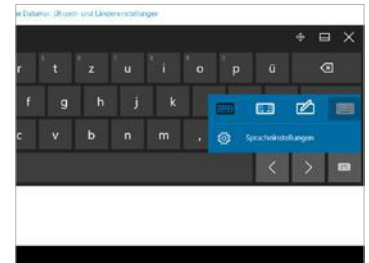 Datums-, Uhrzeit- und Ländereinstellungen
r t z u i o p ü
f g h j k
c v b n m ,
Spracheinstellungen
< >